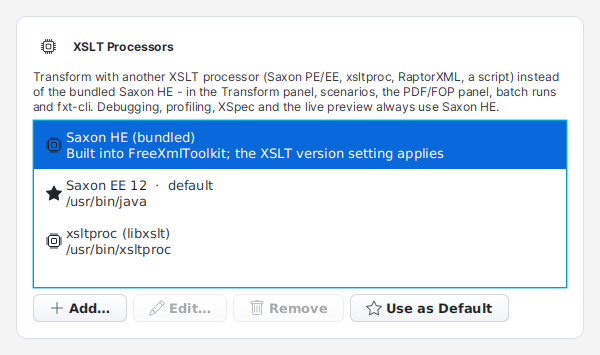 XSLT Processors
Transform with another XSLT processor (Saxon PE/EE, xsltproc, RaptorXML, a script) instead
of the bundled Saxon HE - in the Transform panel, scenarios, the PDF/FOP panel, batch runs
and fxt-cli. Debugging, profiling, XSpec and the live preview always use Saxon HE.
Saxon HE (bundled)
Built into FreeXmlToolkit; the XSLT version setting applies
Saxon EE 12 · default
/usr/bin/java
xsltproc (libxslt)
/usr/bin/xsltproc
Add... Edit... Remove Use as Default